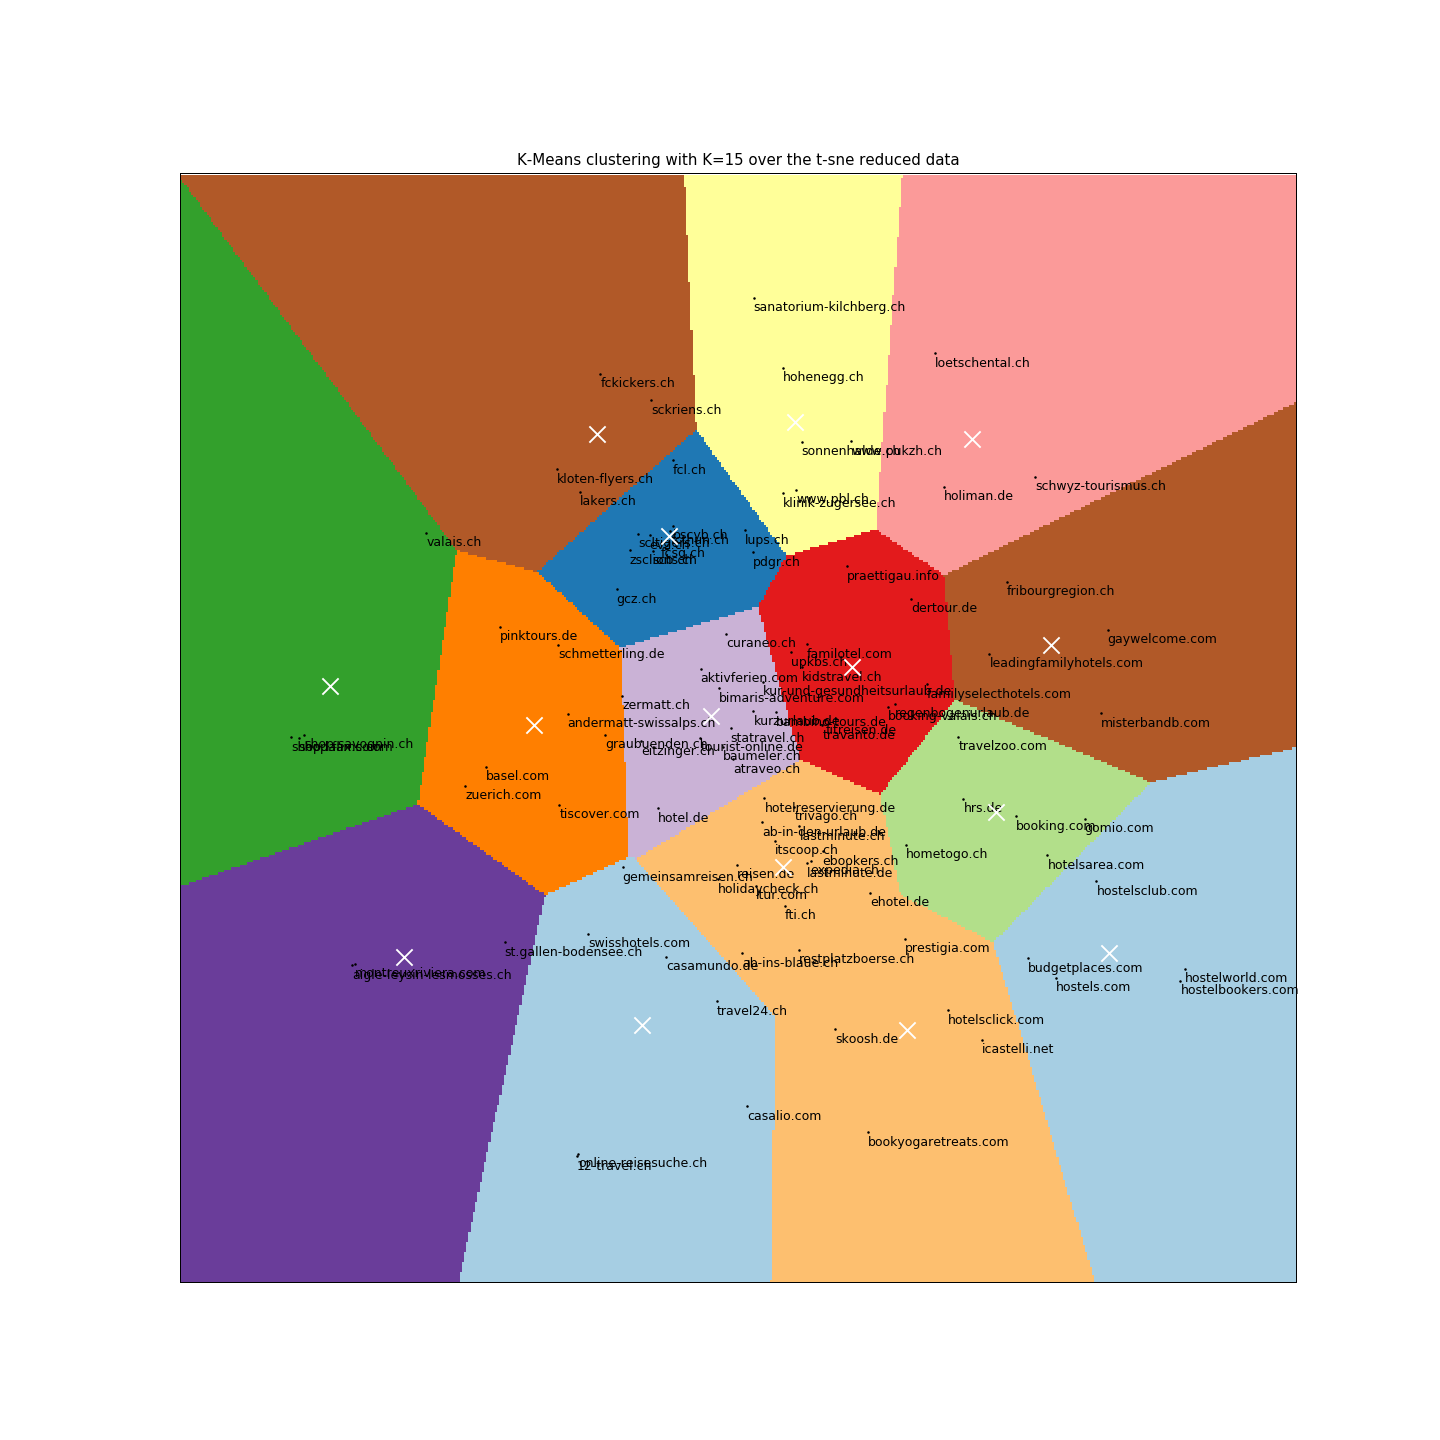 K-Means clustering with K=15 over the t-sne reduced data
sanatorium-kilchberg.ch
loetschental.ch
hohenegg.ch
fckickers.ch
sckriens.ch
sonnenhalde.ch
www.pukzh.ch
fcl.ch
kloten-flyers.ch
schwyz-tourismus.ch
holiman.de
www.pbl.ch
lakers.ch
klinik-zugersee.ch
bscyb.ch
lups.ch
valais.ch
fcsg.ch
zsclions.ch
pdgr.ch
praettigau.info
fribourgregion.ch
gcz.ch
dertour.de
pinktours.de
gaywelcome.com
curaneo.ch
schmetterling.de
familotel.com
upkbs.ch
leadingfamilyhotels.com
aktivferien.com
kidstravel.ch
kur-und-gesundheitsurlaub.de
familyselecthotels.com
bimaris-adventure.com
zermatt.ch
regenbogenurlaub.de
booking-valais.ch
andermatt-swissalps.ch
kurzurlaub.de
misterbandb.com
travanto.de
statravel.ch
graubuenden.ch
travelzoo.com
tourist-online.de
eitzinger.ch
baumeler.ch
atraveo.ch
basel.com
zuerich.com
hotelreservierung.de
hrs.de
tiscover.com
trivago.ch
hotel.de
booking.com
gomio.com
ab-in-den-urlaub.de
lastminute.ch
itscoop.ch
hometogo.ch
ebookers.ch
hotelsarea.com
expedia.ch
lastminute.de
reisen.de
gemeinsamreisen.ch
holidaycheck.ch
hostelsclub.com
ltur.com
ehotel.de
fti.ch
swisshotels.com
prestigia.com
st.gallen-bodensee.ch
restplatzboerse.ch
ab-ins-blaue.ch
casamundo.de
budgetplaces.com
montreuxriviera.com
aigle-leysin-lesmosses.ch
hostelworld.com
hostels.com
hostelbookers.com
travel24.ch
hotelsclick.com
skoosh.de
icastelli.net
casalio.com
bookyogaretreats.com
online-reisesuche.ch
12-travel.ch